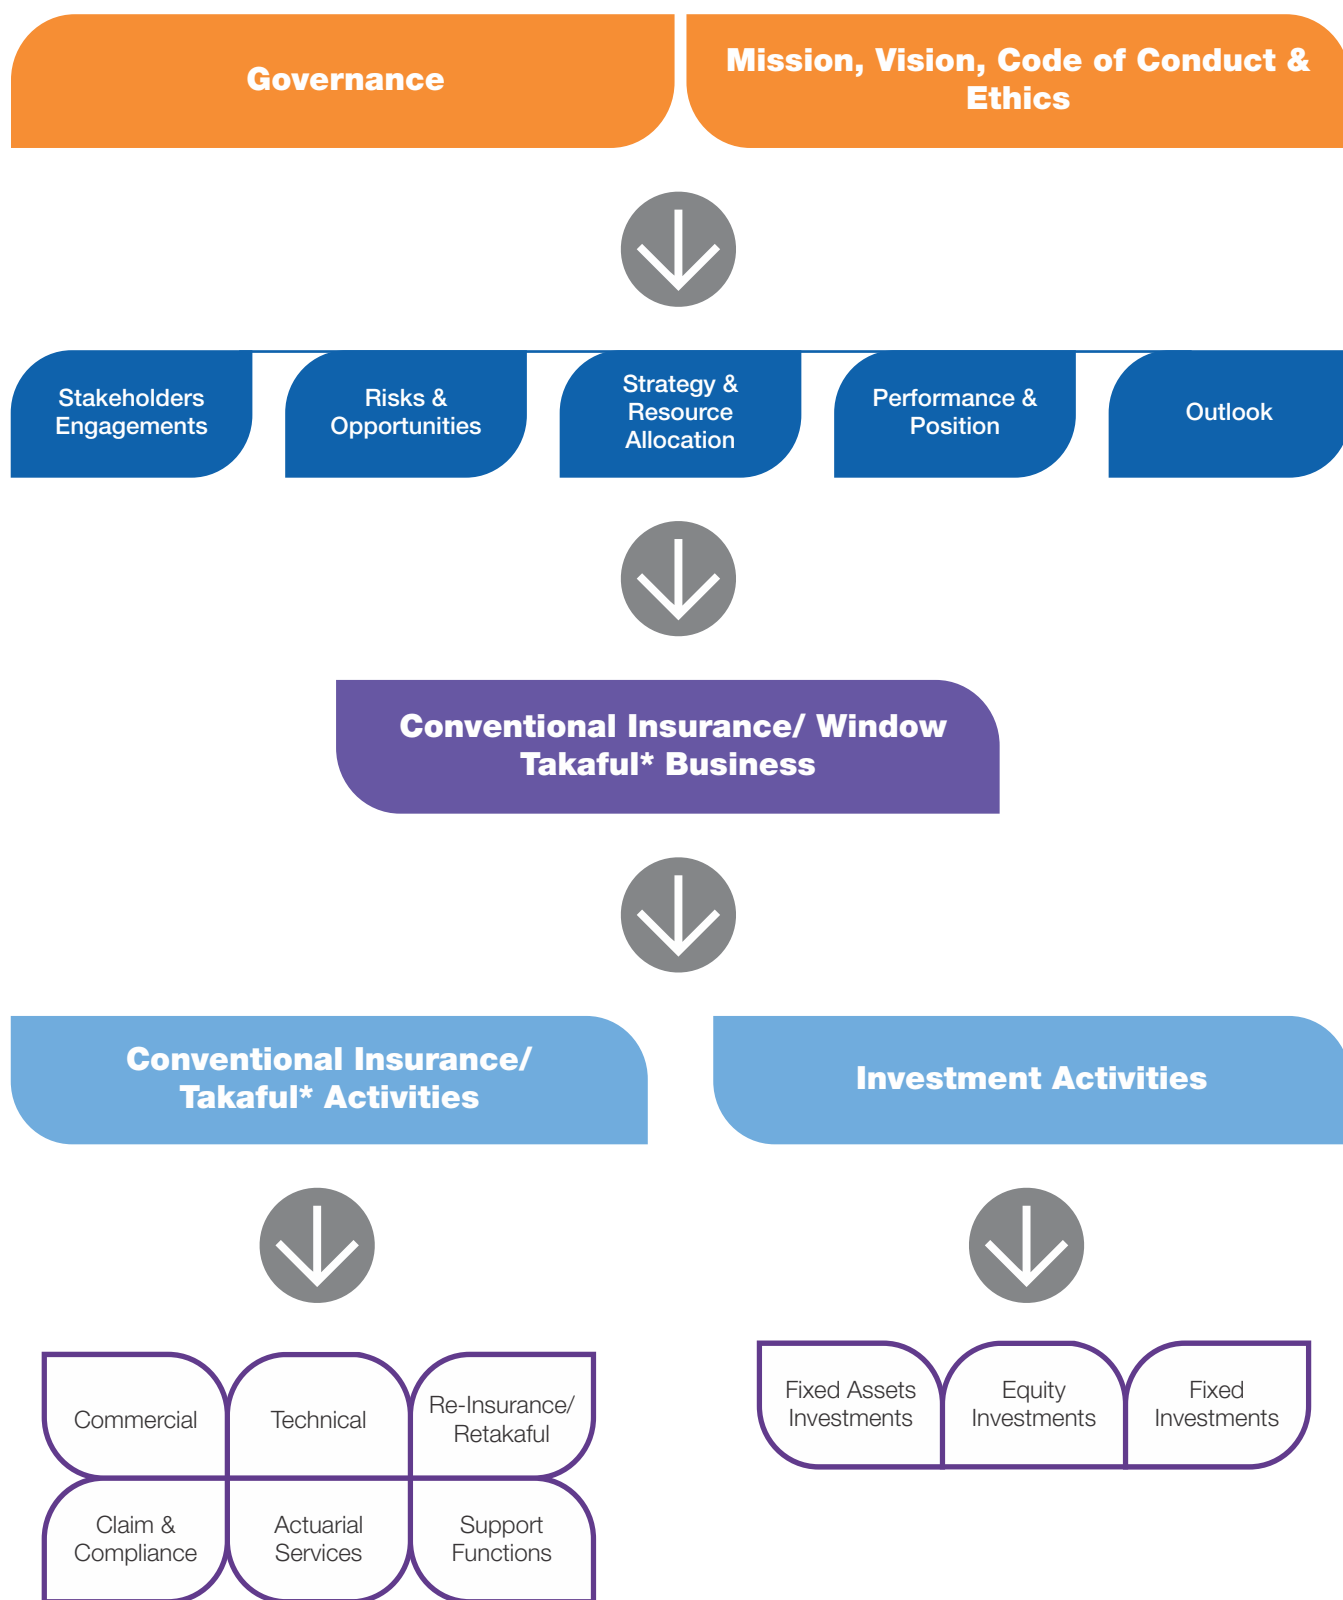 Governance
Mission, Vision, Code of Conduct &
Ethics
Stakeholders
Engagements
Risks &
Opportunities
Strategy &
Resource
Allocation
Performance &
Position
Outlook
Conventional Insurance/ Window
Takaful* Business
Conventional Insurance/
Takaful* Activities
Investment Activities
Commercial
Technical
Re-Insurance/
Retakaful
Claim &
Compliance
Actuarial
Services
Support
Functions
Fixed Assets
Investments
Equity
Investments
Fixed
Investments